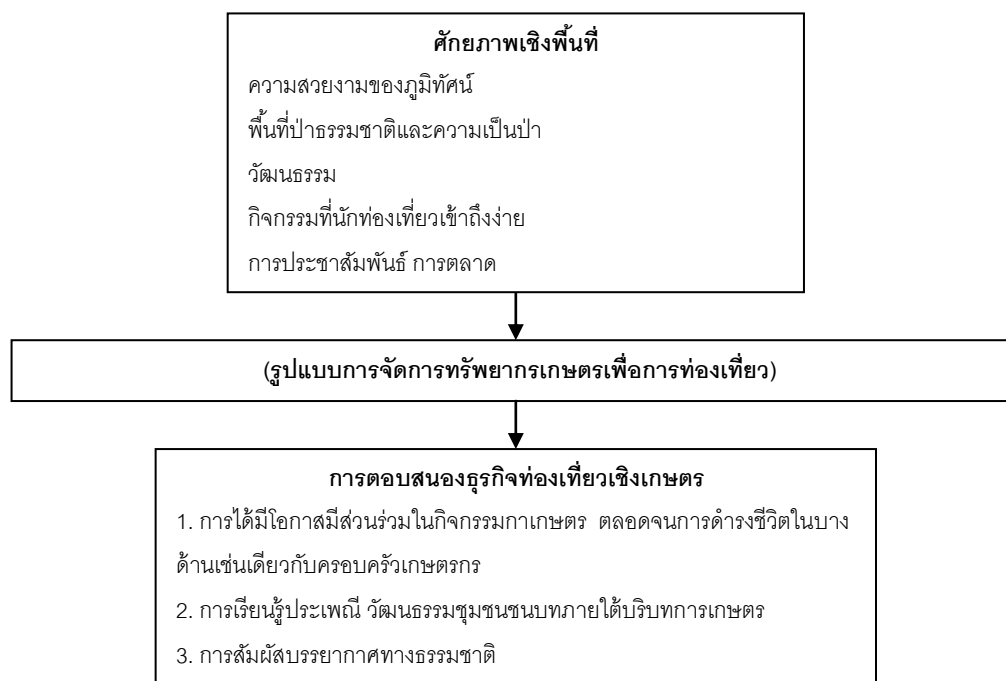 ศักยภาพเชิงพื้นที่
ความสวยงามของภูมิทัศน์
พื้นที่ป่าธรรมชาติและความเป็นป่า
วัฒนธรรม
กิจกรรมที่นักท่องเที่ยวเข้าถึงง่าย
การประชาสัมพันธ์ การตลาด
(รูปแบบการจัดการทรัพยากรเกษตรเพื่อการท่องเที่ยว)
การตอบสนองธุรกิจท่องเที่ยวเชิงเกษตร
1. การได้มีโอกาสมีส่วนร่วมในกิจกรรมกาเกษตร ตลอดจนการดำรงชีวิตในบาง
ด้านเช่นเดียวกับครอบครัวเกษตรกร
2. การเรียนรู้ประเพณี วัฒนธรรมชุมชนชนบทภายใต้บริบทการเกษตร
3. การสัมผัสบรรยากาศทางธรรมชาติ